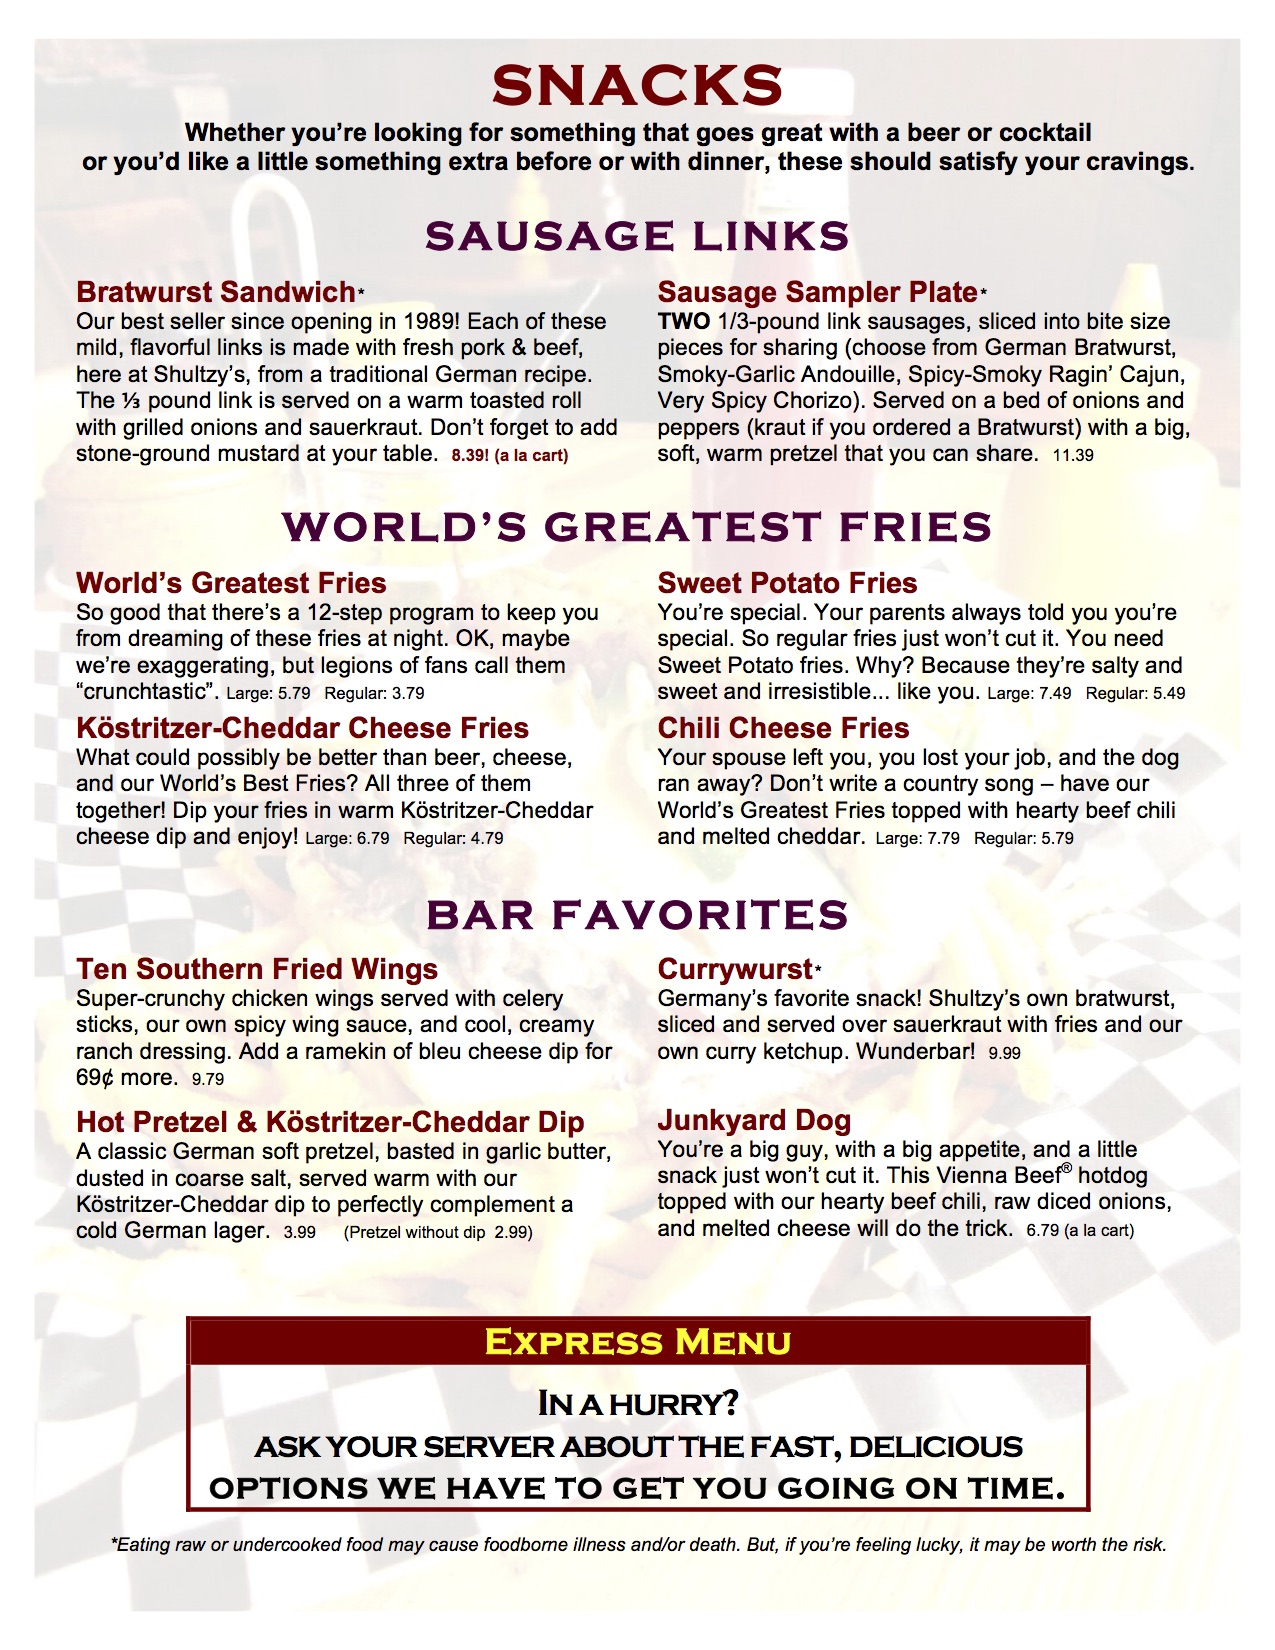 SNACKS
Whether you’re looking for something that goes great with a beer or cocktail
or you’d like a little something extra before or with dinner, these should satisfy your cravings.
SAUSAGE LINKS
Bratwurst Sandwich*
Our best seller since opening in 1989! Each of these
mild, flavorful links is made with fresh pork & beef,
here at Shultzy’s, from a traditional German recipe.
The ⅓ pound link is served on a warm toasted roll
with grilled onions and sauerkraut. Don’t forget to add
stone-ground mustard at your table. 8.39! (a la cart)
Sausage Sampler Plate*
TWO 1/3-pound link sausages, sliced into bite size
pieces for sharing (choose from German Bratwurst,
Smoky-Garlic Andouille, Spicy-Smoky Ragin’ Cajun,
Very Spicy Chorizo). Served on a bed of onions and
peppers (kraut if you ordered a Bratwurst) with a big,
soft, warm pretzel that you can share. 11.39
WORLD’S GREATEST FRIES
World’s Greatest Fries
So good that there’s a 12-step program to keep you
from dreaming of these fries at night. OK, maybe
we’re exaggerating, but legions of fans call them
“crunchtastic”. Large: 5.79 Regular: 3.79
Köstritzer-Cheddar Cheese Fries
What could possibly be better than beer, cheese,
and our World’s Best Fries? All three of them
together! Dip your fries in warm Köstritzer-Cheddar
cheese dip and enjoy! Large: 6.79 Regular: 4.79
Sweet Potato Fries
You’re special. Your parents always told you you’re
special. So regular fries just won’t cut it. You need
Sweet Potato fries. Why? Because they’re salty and
sweet and irresistible... like you. Large: 7.49 Regular: 5.49
Chili Cheese Fries
Your spouse left you, you lost your job, and the dog
ran away? Don’t write a country song – have our
World’s Greatest Fries topped with hearty beef chili
and melted cheddar. Large: 7.79 Regular: 5.79
BAR FAVORITES
Ten Southern Fried Wings
Super-crunchy chicken wings served with celery
sticks, our own spicy wing sauce, and cool, creamy
ranch dressing. Add a ramekin of bleu cheese dip for
69¢ more. 9.79
Hot Pretzel & Köstritzer-Cheddar Dip
A classic German soft pretzel, basted in garlic butter,
dusted in coarse salt, served warm with our
Köstritzer-Cheddar dip to perfectly complement a
cold German lager. 3.99 (Pretzel without dip 2.99)
Currywurst*
Germany’s favorite snack! Shultzy’s own bratwurst,
sliced and served over sauerkraut with fries and our
own curry ketchup. Wunderbar! 9.99
Junkyard Dog
You’re a big guy, with a big appetite, and a little
snack just won’t cut it. This Vienna Beef® hotdog
topped with our hearty beef chili, raw diced onions,
and melted cheese will do the trick. 6.79 (a la cart)
EXPRESS MENU
IN A HURRY?
ASK YOUR SERVER ABOUT THE FAST, DELICIOUS
OPTIONS WE HAVE TO GET YOU GOING ON TIME.
*Eating raw or undercooked food may cause foodborne illness and/or death. But, if you’re feeling lucky, it may be worth the risk.